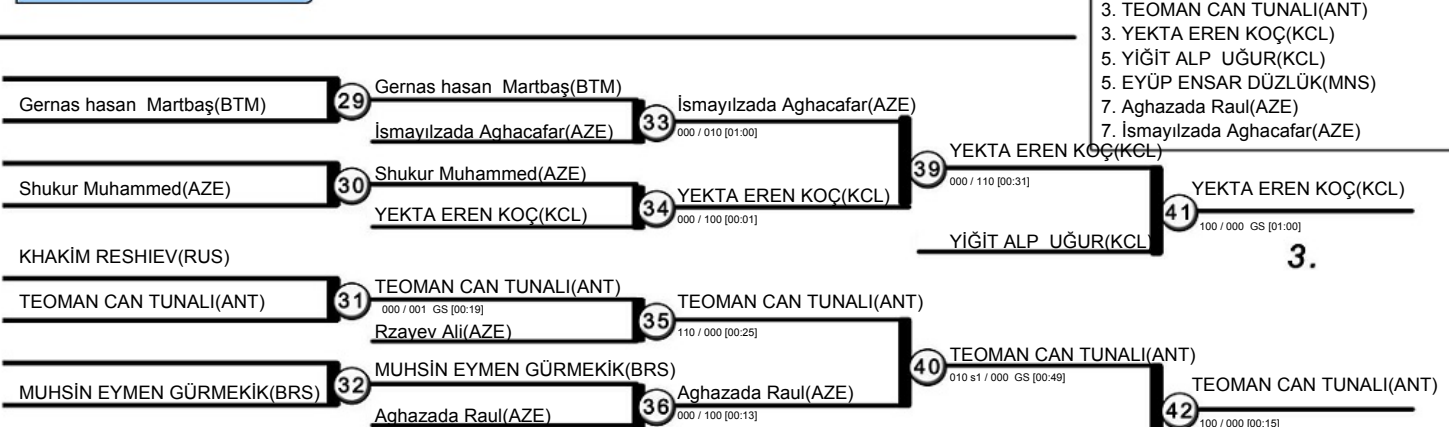 3. TEOMAN CAN TUNALI(ANT)
3. YEKTA EREN KOÇ(KCL)
5. YİĞİT ALP  UĞUR(KCL)
5. EYÜP ENSAR DÜZLÜK(MNS)
7. Aghazada Raul(AZE)
7. İsmayılzada Aghacafar(AZE)
Gernas hasan  Martbaş(BTM)
29
Gernas hasan  Martbaş(BTM)
İsmayılzada Aghacafar(AZE)
33
İsmayılzada Aghacafar(AZE)
000 / 010 [01:00]
Shukur Muhammed(AZE)
30
Shukur Muhammed(AZE)
YEKTA EREN KOÇ(KCL)
34
YEKTA EREN KOÇ(KCL)
000 / 100 [00:01]
39
YEKTA EREN KOÇ(KCL)
000 / 110 [00:31]
YİĞİT ALP  UĞUR(KCL)
41
YEKTA EREN KOÇ(KCL)
100 / 000  GS [01:00]
3.
KHAKİM RESHIEV(RUS)
TEOMAN CAN TUNALI(ANT)
31
TEOMAN CAN TUNALI(ANT)
000 / 001  GS [00:19]
Rzayev Ali(AZE)
35
TEOMAN CAN TUNALI(ANT)
110 / 000 [00:25]
MUHSİN EYMEN GÜRMEKİK(BRS)
32
MUHSİN EYMEN GÜRMEKİK(BRS)
Aghazada Raul(AZE)
36
Aghazada Raul(AZE)
000 / 100 [00:13]
40
TEOMAN CAN TUNALI(ANT)
010 s1 / 000  GS [00:49]
42
TEOMAN CAN TUNALI(ANT)
100 / 000 [00:15]